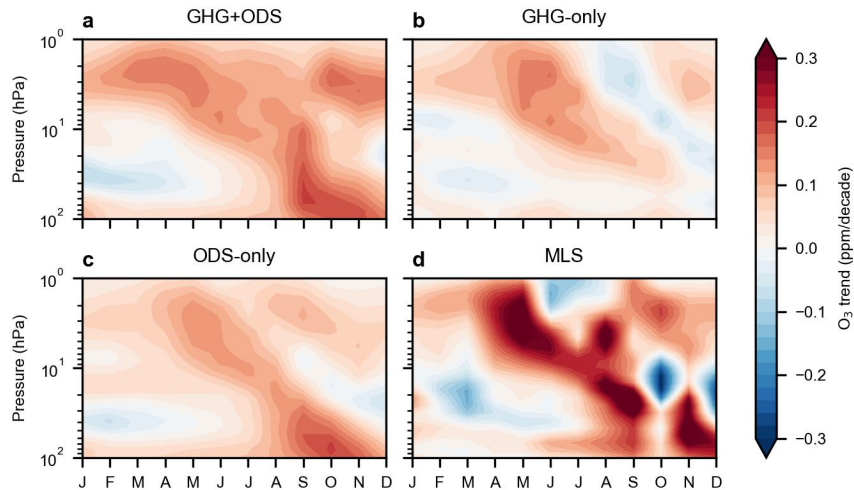 a GHG+ODS
b GHG-only
10⁰
10¹
10²
Pressure (hPa)
J F M A M J J A S O N D
c ODS-only
d MLS
10⁰
10¹
10²
Pressure (hPa)
J F M A M J J A S O N D
J F M A M J J A S O N D
0.3
0.2
0.1
0.0
−0.1
−0.2
−0.3
O₃ trend (ppm/decade)